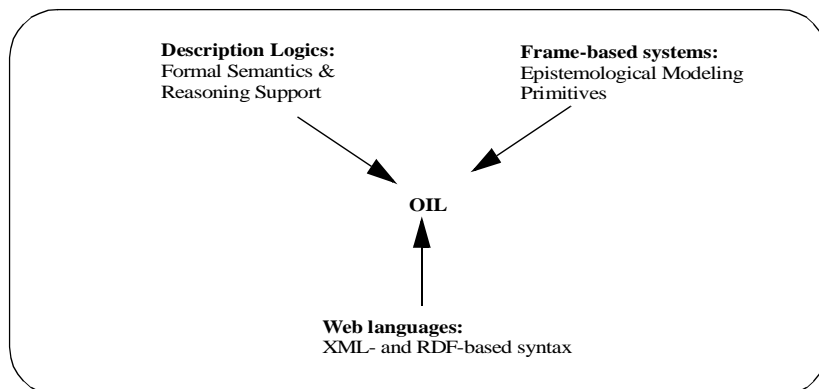 Description Logics:
Formal Semantics &
Reasoning Support
Frame-based systems:
Epistemological Modeling
Primitives
OIL
Web languages:
XML- and RDF-based syntax